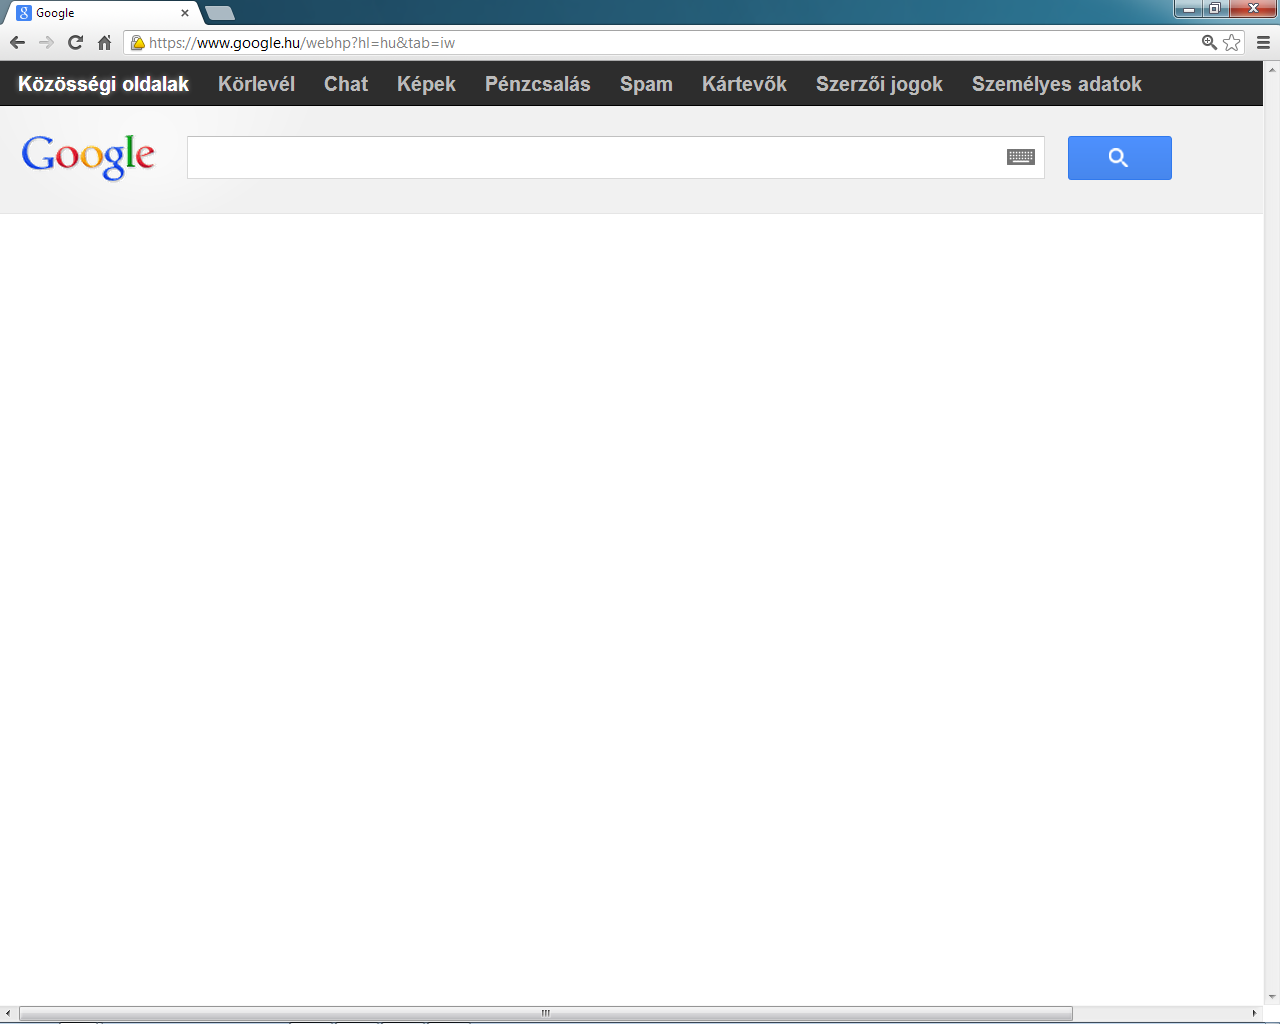 Google
https://www.google.hu/webhp?hl=hu&tab=iw
Közösségi oldalak Körlevél Chat Képek Pénzcsalás Spam Kártevők Szerzői jogok Személyes adatok
Google